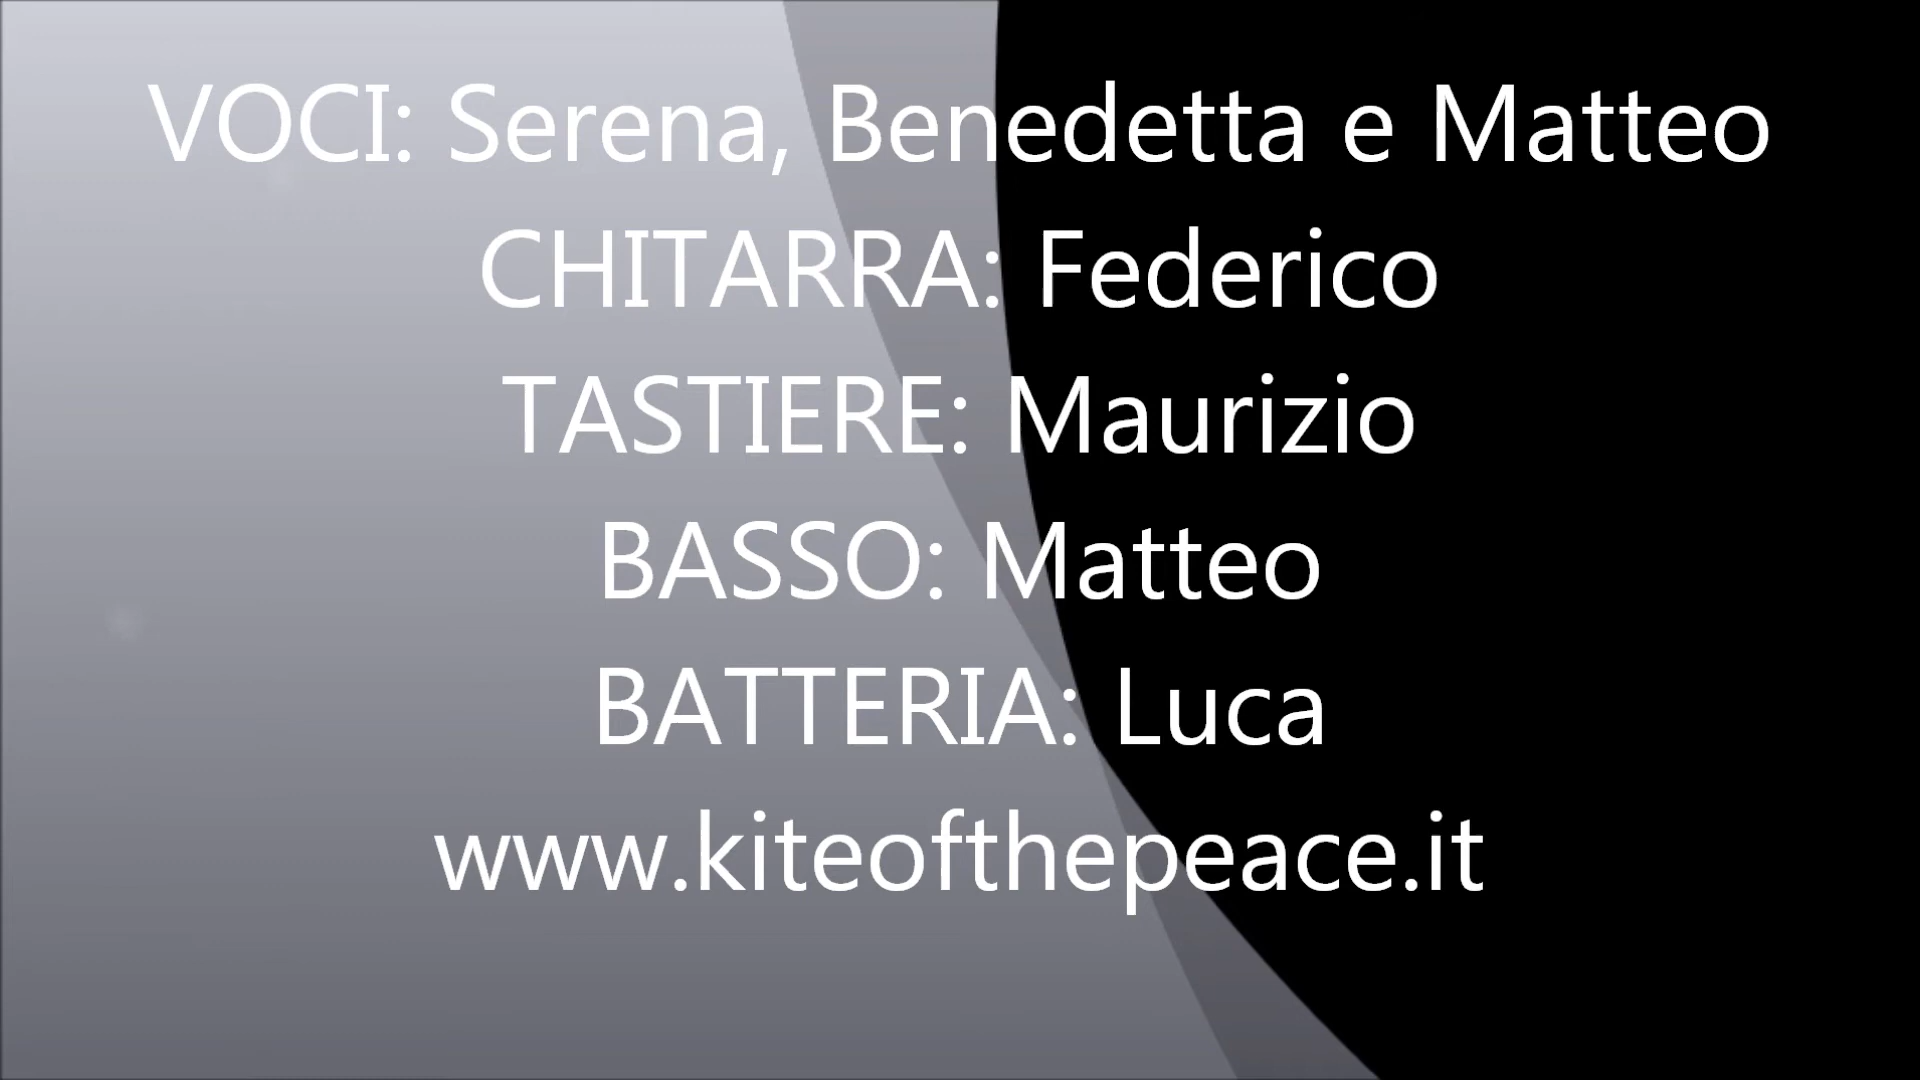 VOCI: Serena, Benedetta e Matteo
CHITARRA: Federico
TASTIERE: Maurizio
BASSO: Matteo
BATTERIA: Luca
www.kiteofthepeace.it